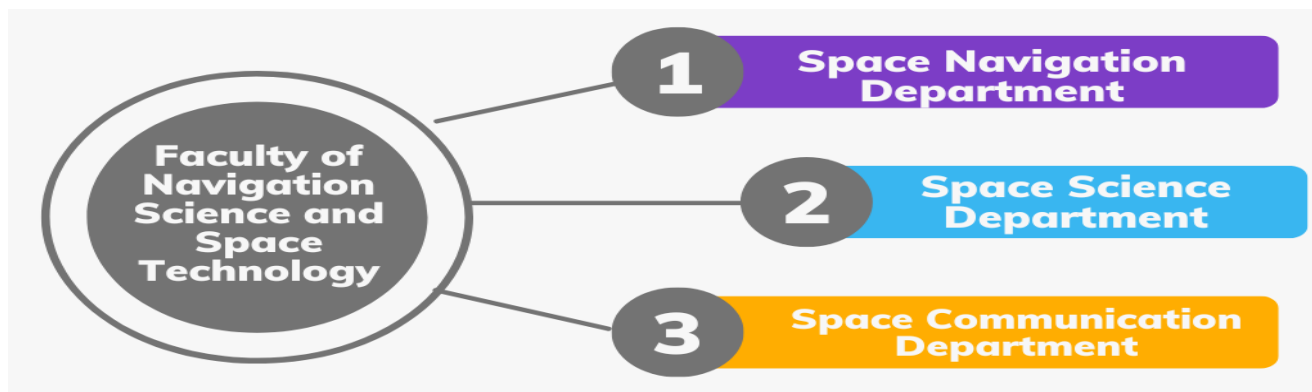 Faculty of
Navigation
Science and
Space
Technology
1
Space Navigation
Department
2
Space Science
Department
3
Space Communication
Department